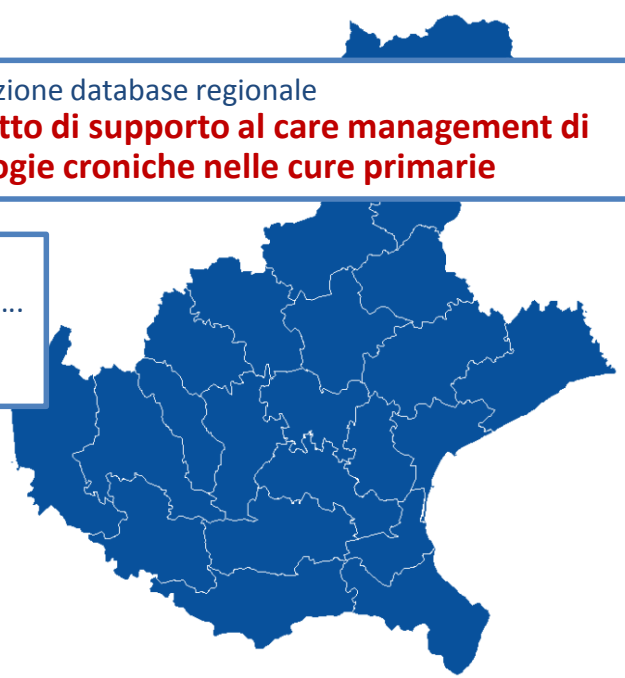 zione database regionale
tto di supporto al care management di
ogie croniche nelle cure primarie
...